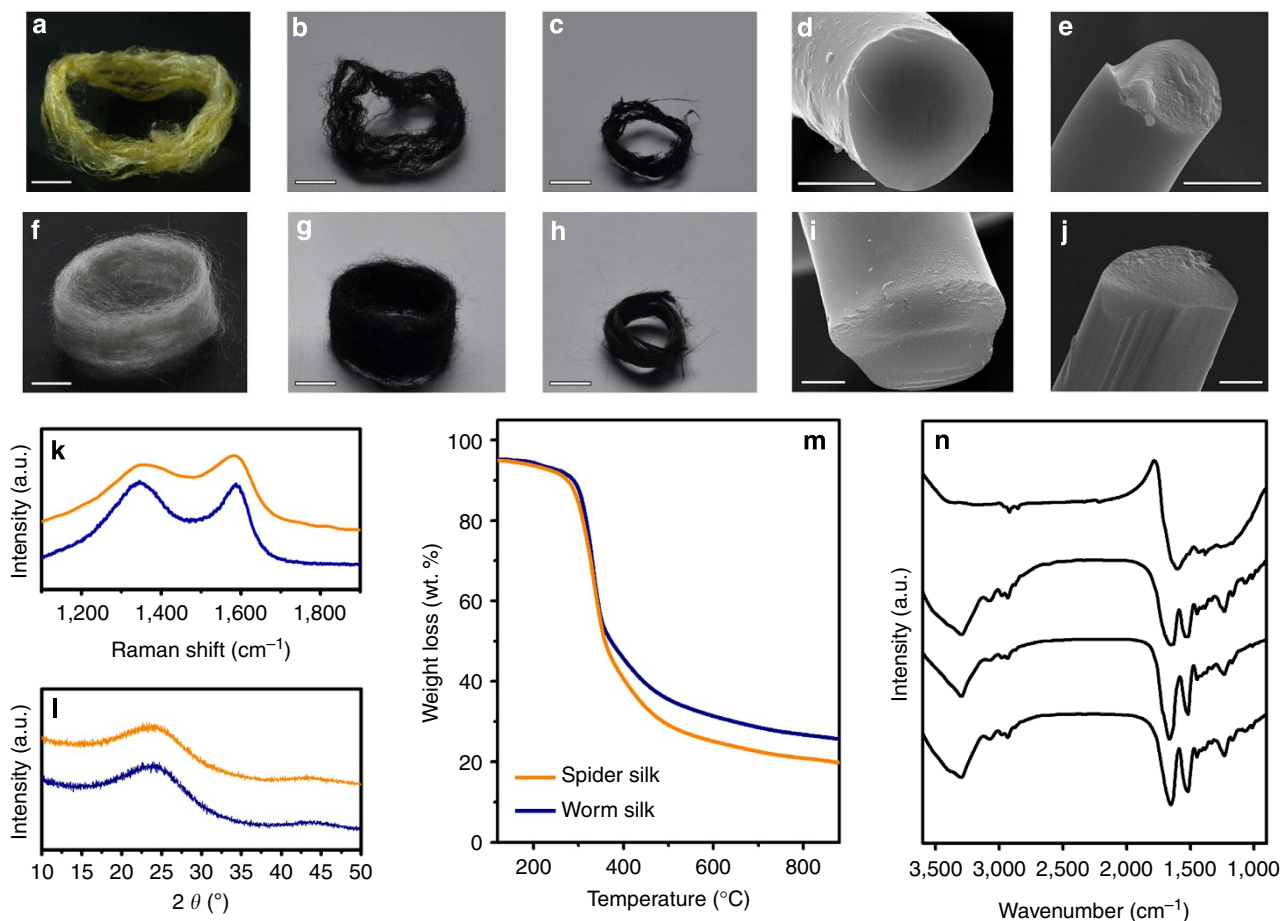 a
b
c
d
e
f
g
h
i
j
k
Intensity (a.u.)
1,200 1,400 1,600 1,800
Raman shift (cm−1)
l
Intensity (a.u.)
10 15 20 25 30 35 40 45 50
2 θ (°)
m
Weight loss (wt. %)
100
80
60
40
20
0
Spider silk
Worm silk
200 400 600 800
Temperature (°C)
n
Intensity (a.u.)
3,500 3,000 2,500 2,000 1,500 1,000
Wavenumber (cm−1)